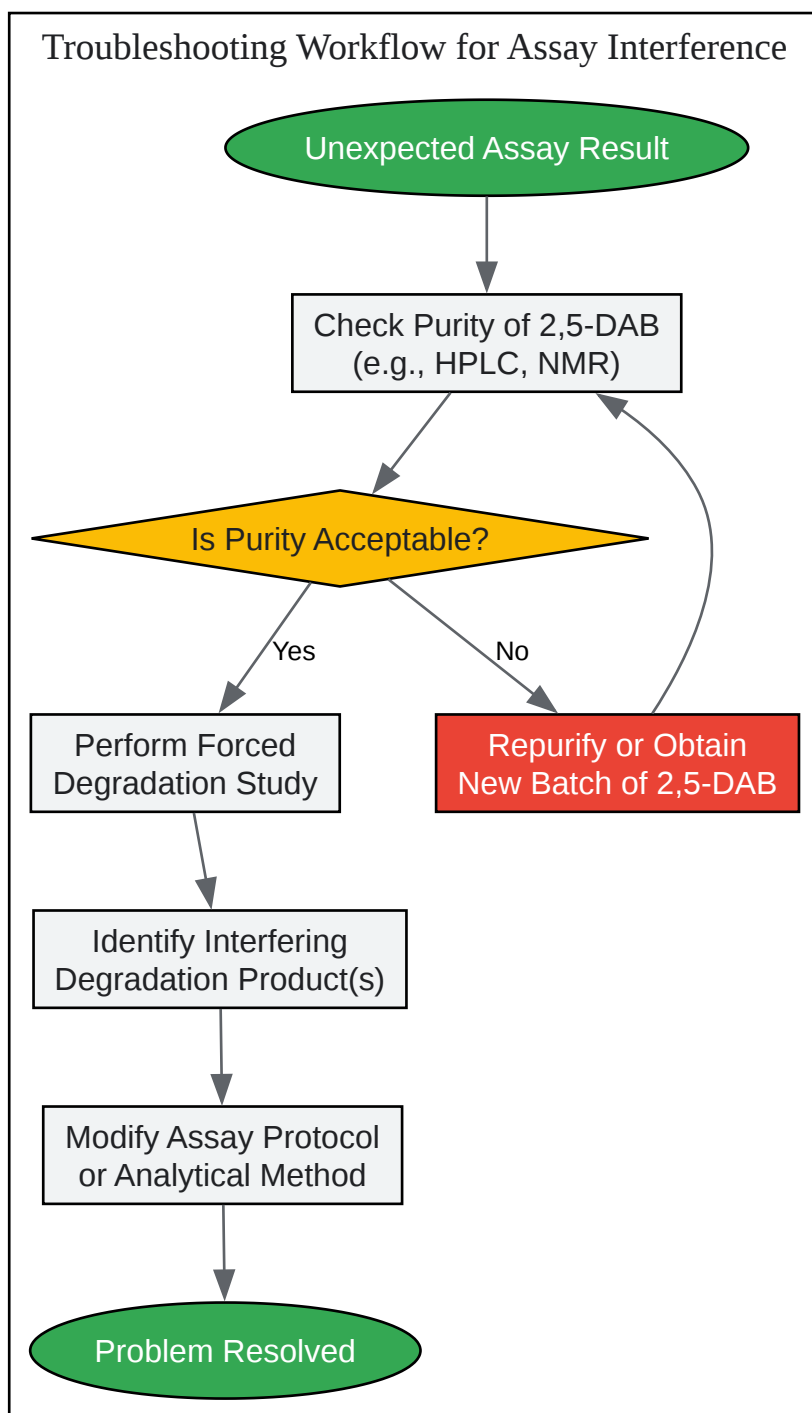 Troubleshooting Workflow for Assay Interference
Unexpected Assay Result
Check Purity of 2,5-DAB
(e.g., HPLC, NMR)
Is Purity Acceptable?
Yes
No
Perform Forced
Degradation Study
Repurify or Obtain
New Batch of 2,5-DAB
Identify Interfering
Degradation Product(s)
Modify Assay Protocol
or Analytical Method
Problem Resolved